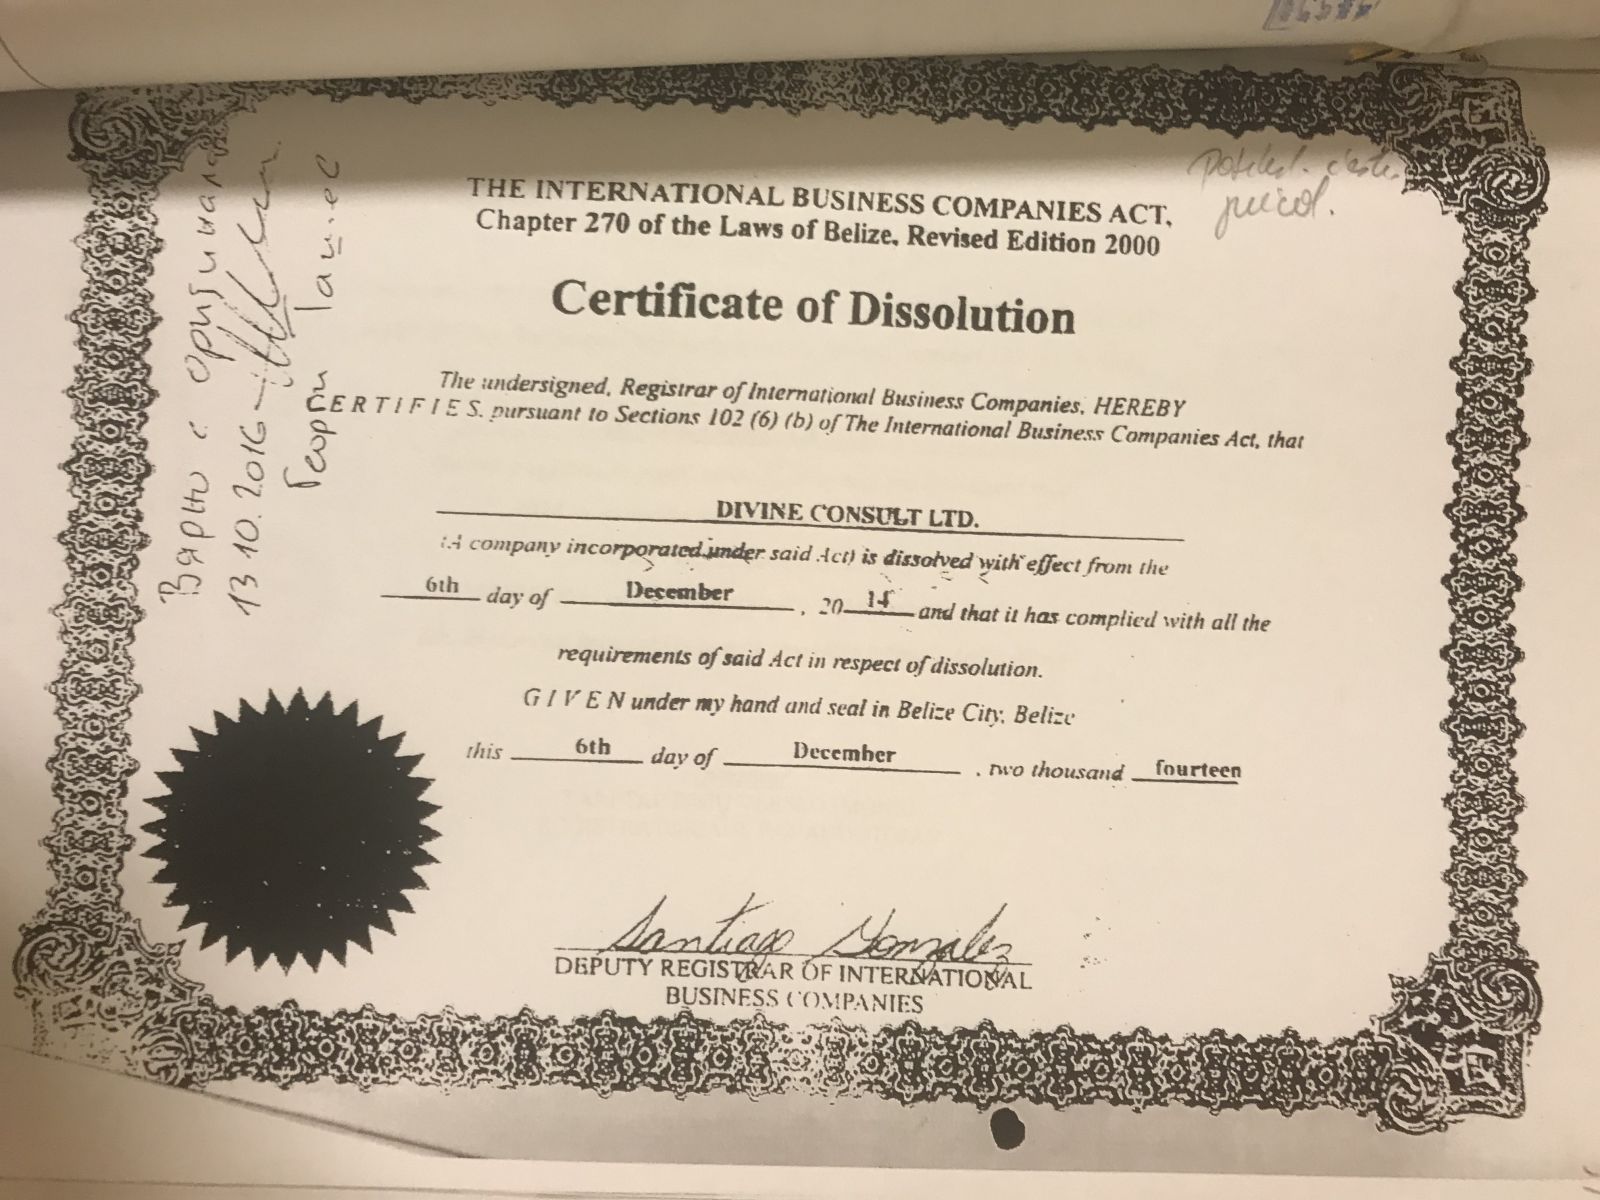 THE INTERNATIONAL BUSINESS COMPANIES ACT,
Chapter 270 of the Laws of Belize, Revised Edition 2000
Certificate of Dissolution
The undersigned, Registrar of International Business Companies, HEREBY
CERTIFIES, pursuant to Sections 102 (6) (b) of The International Business Companies Act, that
DIVINE CONSULT LTD.
(A company incorporated under said Act) is dissolved with effect from the
6th day of December, 2014 and that it has complied with all the
requirements of said Act in respect of dissolution.
GIVEN under my hand and seal in Belize City, Belize
this 6th day of December, two thousand fourteen
Santiago Gonzalez
DEPUTY REGISTRAR OF INTERNATIONAL
BUSINESS COMPANIES
Вярно с оригинала
13.10.2016
Георги